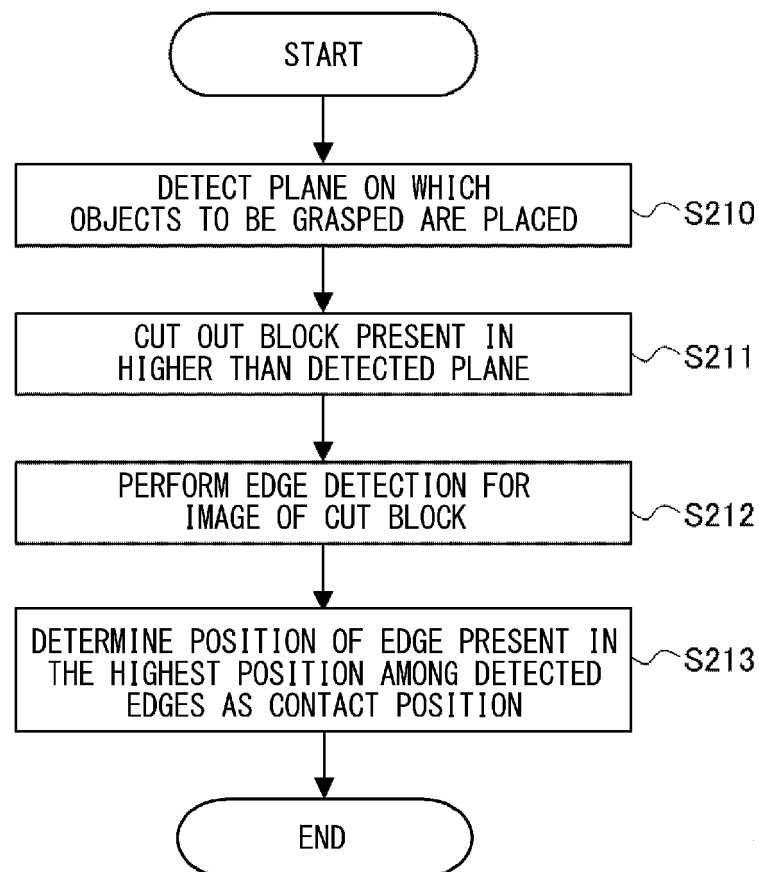 START
DETECT PLANE ON WHICH
OBJECTS TO BE GRASPED ARE PLACED
S210
CUT OUT BLOCK PRESENT IN
HIGHER THAN DETECTED PLANE
S211
PERFORM EDGE DETECTION FOR
IMAGE OF CUT BLOCK
S212
DETERMINE POSITION OF EDGE PRESENT IN
THE HIGHEST POSITION AMONG DETECTED
EDGES AS CONTACT POSITION
S213
END